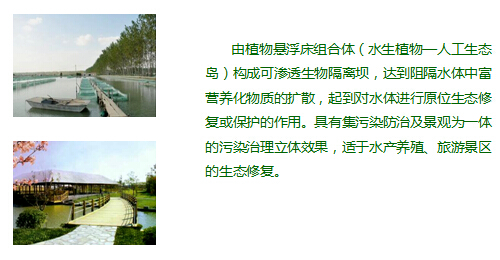 由植物悬浮床组合体（水生植物—人工生态
岛）构成可渗透生物隔离坝，达到阻隔水体中富
营养化物质的扩散，起到对水体进行原位生态修
复或保护的作用。具有集污染防治及景观为一体
的污染治理立体效果，适于水产养殖、旅游景区
的生态修复。